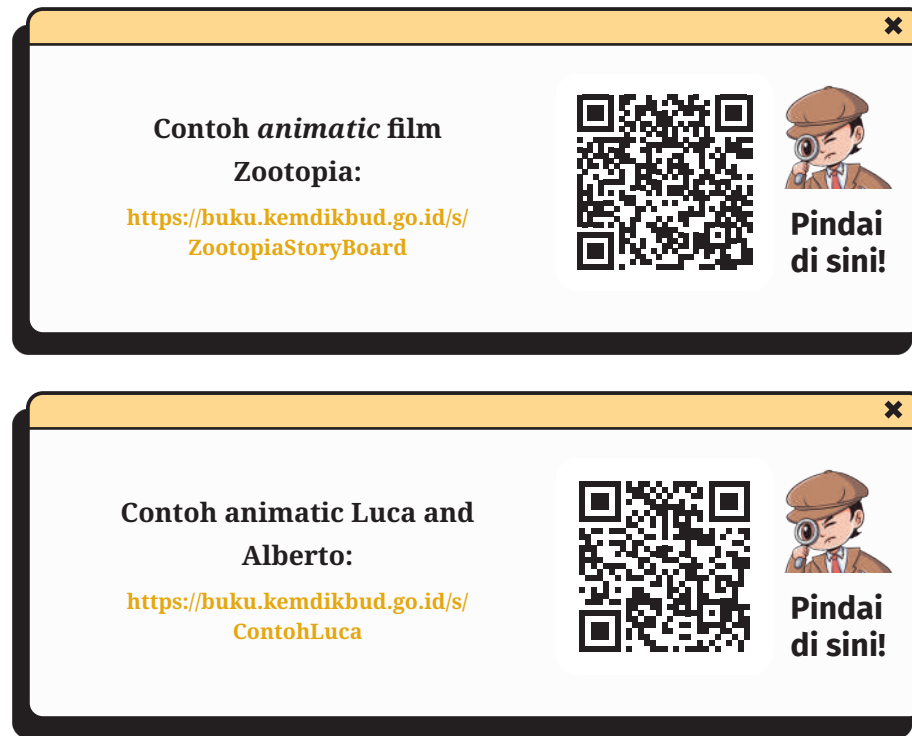 Contoh animatic film
Zootopia:
https://buku.kemdikbud.go.id/s/
ZootopiaStoryBoard
Pindai
di sini!
Contoh animatic Luca and
Alberto:
https://buku.kemdikbud.go.id/s/
ContohLuca
Pindai
di sini!